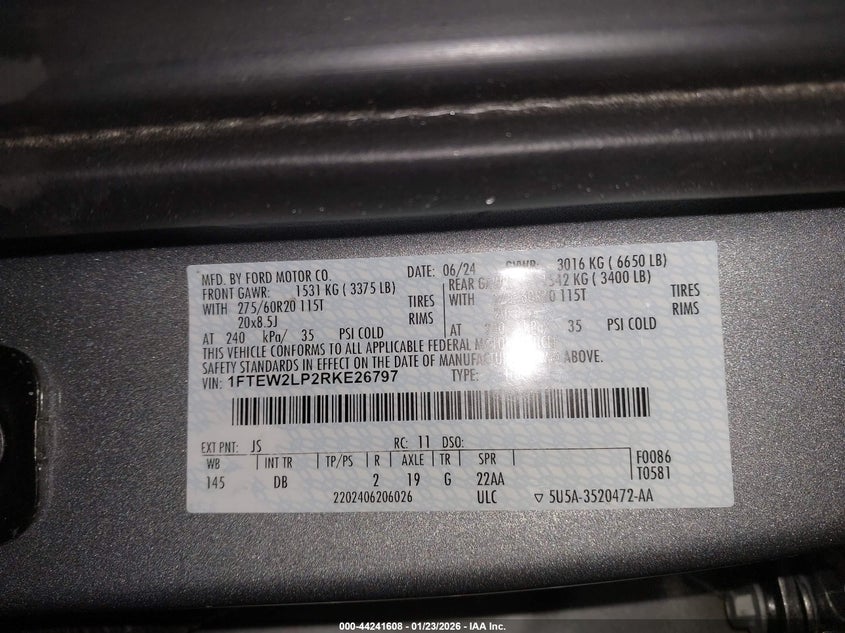 MFD. BY FORD MOTOR CO. DATE: 06/24 GVWR: 3016 KG ( 6650 LB)
FRONT GAWR: 1531 KG ( 3375 LB) REAR 3400 LB)
WITH 275/60R20 115T TIRES WITH 115T TIRES
20x8.5J RIMS RIMS
AT 240 kPa/ 35 PSI COLD AT 35 PSI COLD
THIS VEHICLE CONFORMS TO ALL APPLICABLE FEDERAL
SAFETY STANDARDS IN EFFECT ON THE DATE OF ABOVE.
VIN: 1FTEW2LP2RKE26797 TYPE:
EXT PNT: JS RC: 11 DSO:
WB INT TR TP/PS R AXLE TR SPR F0086
145 DB 2 19 G 22AA T0581
2202406206026 ULC ▽ 5U5A-3520472-AA
000-44241608 - 01/23/2026 - IAA Inc.